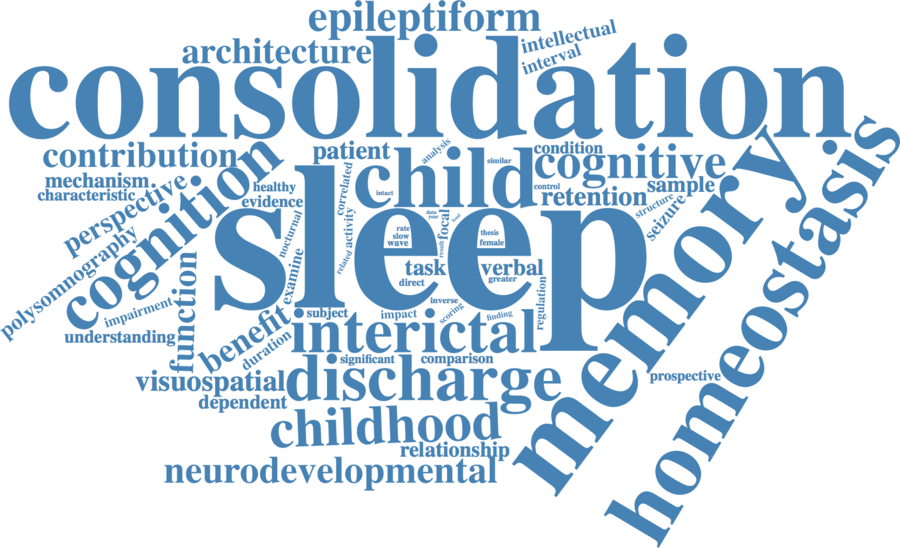 epileptiform
intellectual
architecture
interval
consolidation
contribution
patient
analysis
condition
mechanism
child
similar
cognitive
characteristic
healthy
correlated
intact
control
sample
evidence
retention
structure
perspective
cognition
nocturnal
sleep
activity
rate
slow
wave
date
year
focal
load
thesis
female
seizure
memory
homeostasis
polysomnography
related
result
task
verbal
examine
direct
greater
function
impairment
inverse
regulation
subject
impact
scoring
finding
understanding
benefit
interictal
duration
significant
comparison
visuospatial
discharge
prospective
dependent
childhood
relationship
neurodevelopmental